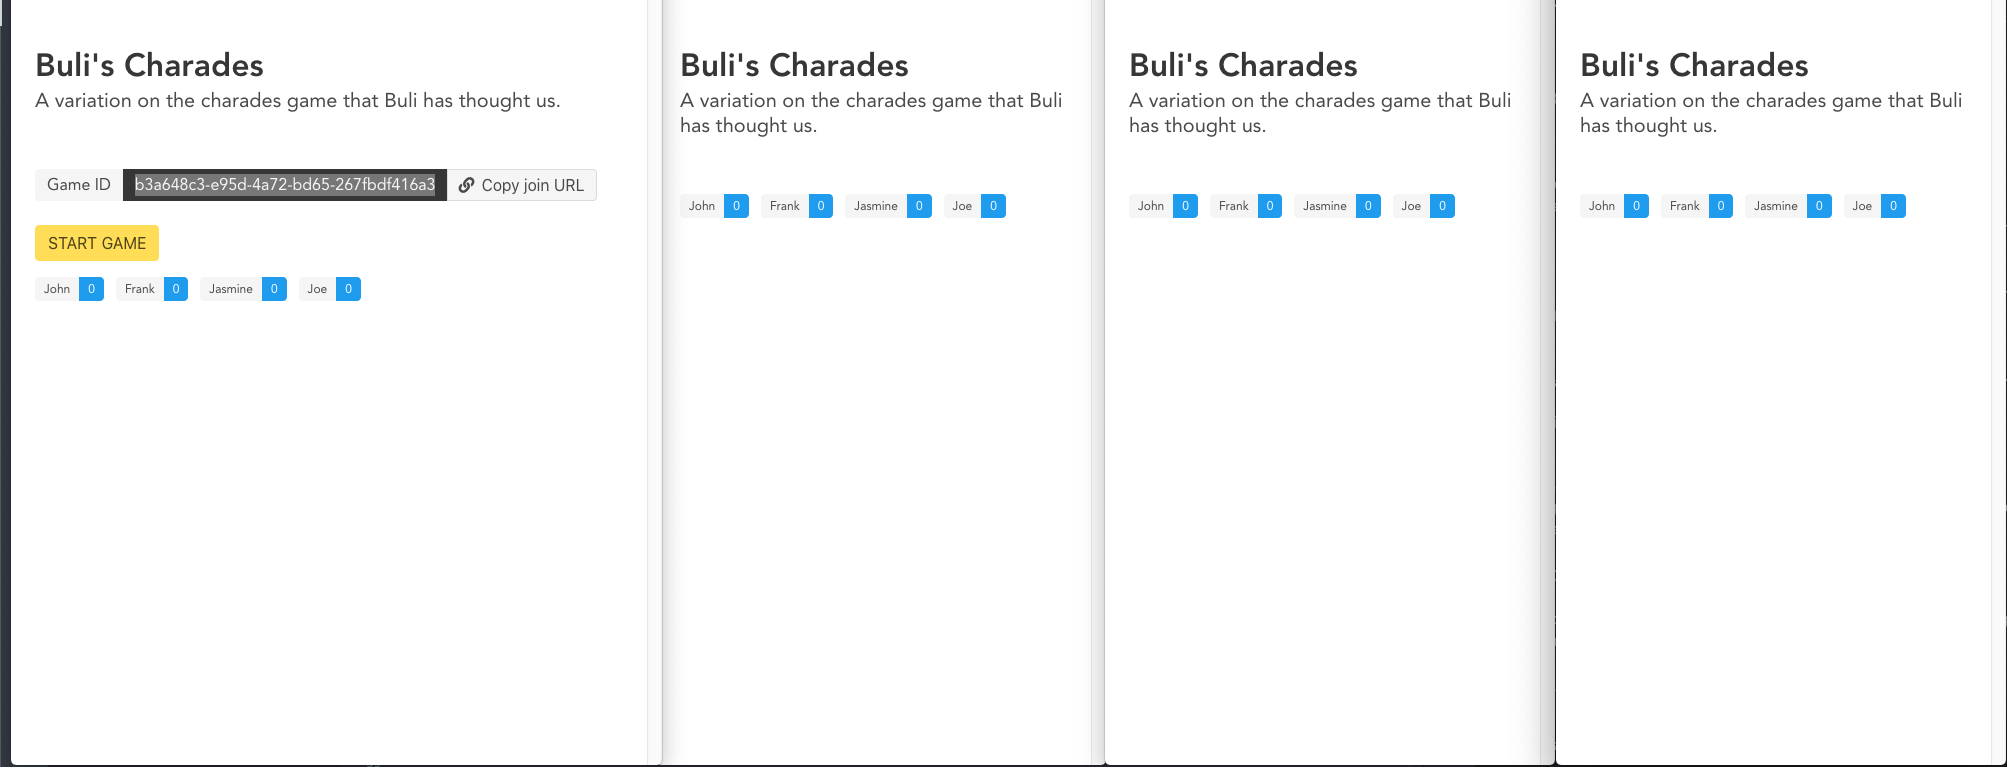 Buli's Charades
A variation on the charades game that Buli has thought us.
Game ID b3a648c3-e95d-4a72-bd65-267fbdf416a3 Copy join URL
START GAME
John 0 Frank 0 Jasmine 0 Joe 0
Buli's Charades
A variation on the charades game that Buli
has thought us.
John 0 Frank 0 Jasmine 0 Joe 0
Buli's Charades
A variation on the charades game that Buli
has thought us.
John 0 Frank 0 Jasmine 0 Joe 0
Buli's Charades
A variation on the charades game that Buli
has thought us.
John 0 Frank 0 Jasmine 0 Joe 0